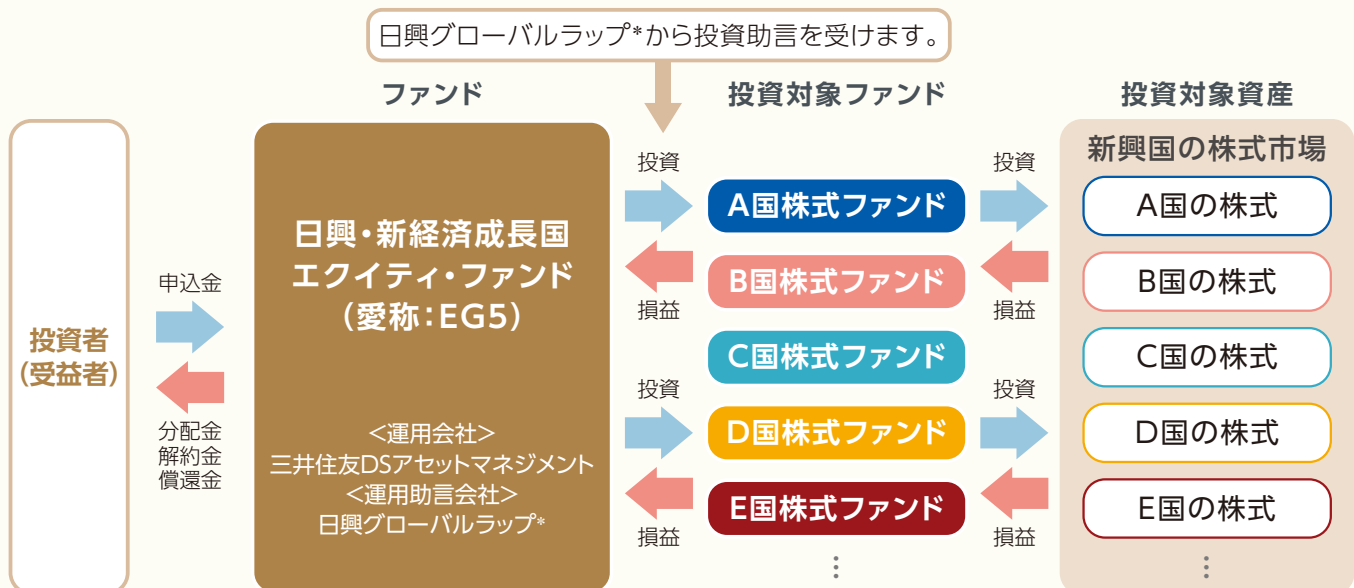 日興グローバルラップ*から投資助言を受けます。
ファンド
投資対象ファンド
投資対象資産
投資者
(受益者)
申込金
分配金
解約金
償還金
日興・新経済成長国
エクイティ・ファンド
(愛称：EG5)
<運用会社>
三井住友DSアセットマネジメント
<運用助言会社>
日興グローバルラップ*
投資
損益
投資
損益
A国株式ファンド
B国株式ファンド
C国株式ファンド
D国株式ファンド
E国株式ファンド
⋮
投資
損益
投資
損益
新興国の株式市場
A国の株式
B国の株式
C国の株式
D国の株式
E国の株式
⋮